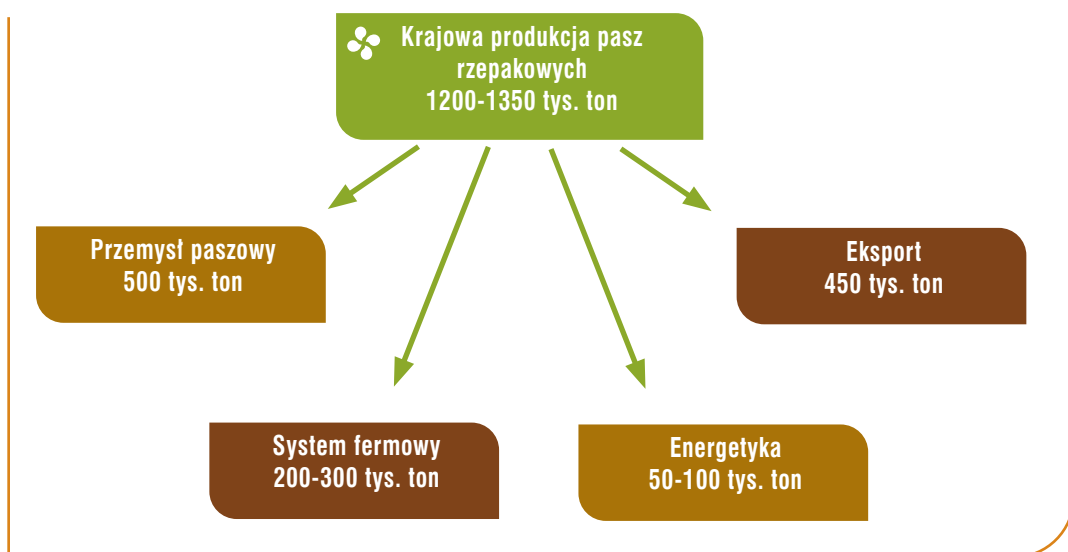 Krajowa produkcja pasz
rzepakowych
1200-1350 tys. ton
Przemysł paszowy
500 tys. ton
Eksport
450 tys. ton
System fermowy
200-300 tys. ton
Energetyka
50-100 tys. ton